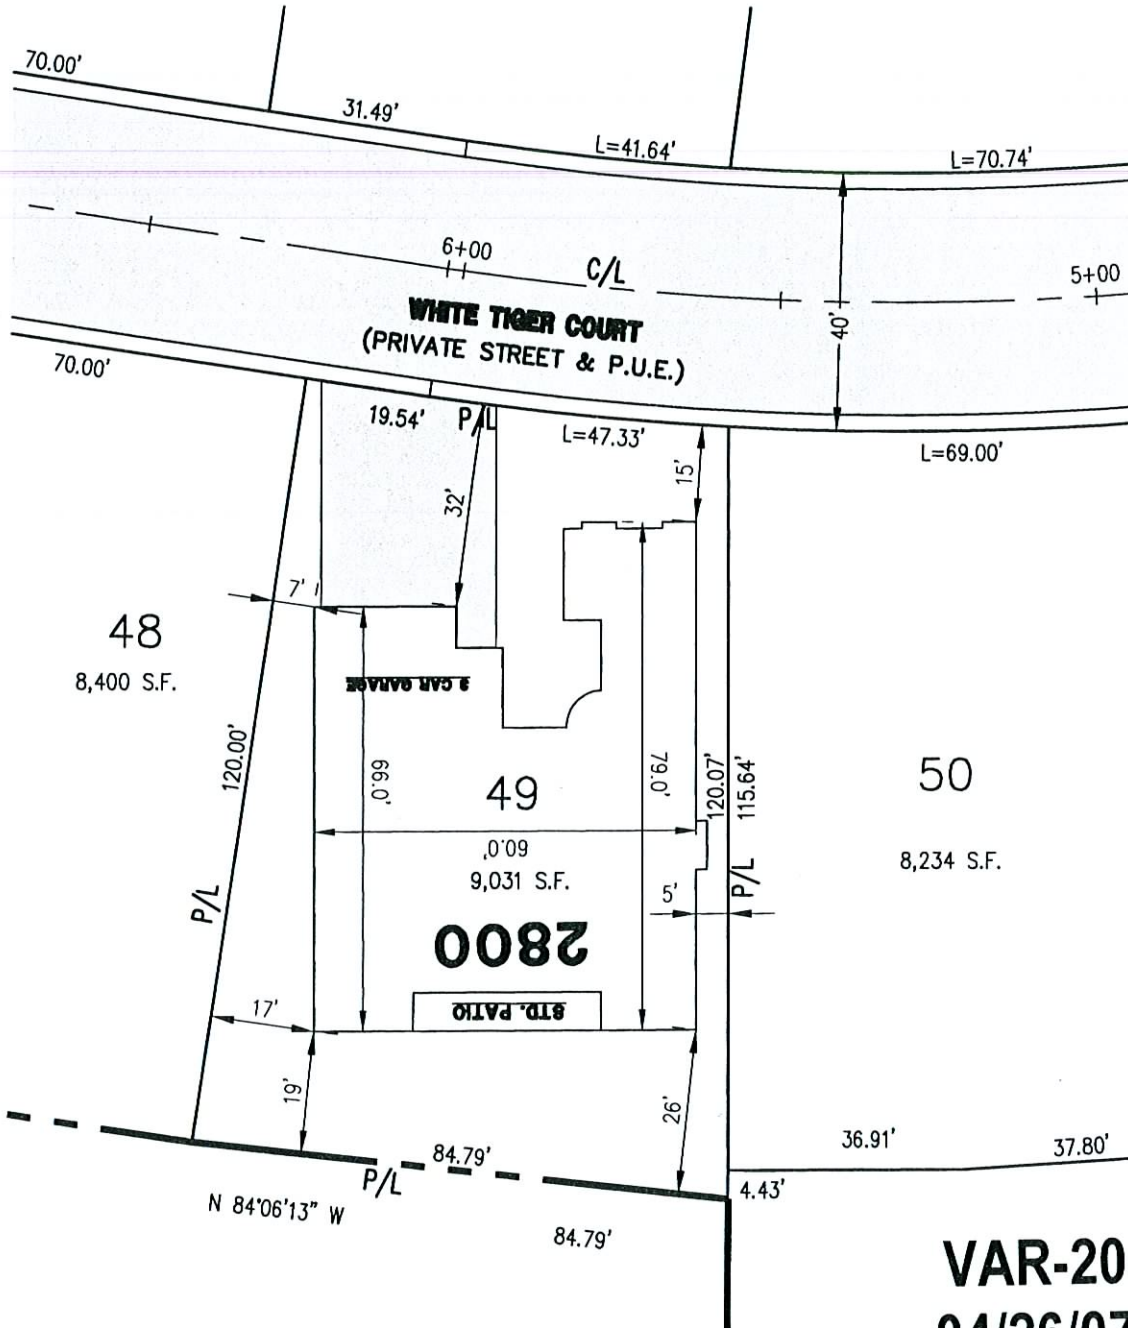 70.00'
31.49'
L=41.64'
L=70.74'
6+00
C/L
5+00
WHITE TIGER COURT
(PRIVATE STREET & P.U.E.)
40'
70.00'
19.54'
P/L
L=47.33'
L=69.00'
15'
32'
7'
48
8,400 S.F.
3 CAR GARAGE
120.00'
66.0'
49
79.0'
120.07'
115.64'
50
60.0'
9,031 S.F.
8,234 S.F.
P/L
5'
P/L
2800
STD. PATIO
17'
19'
26'
84.79'
P/L
36.91'
37.80'
4.43'
N 84°06'13" W
84.79'
VAR-20
04/26/07